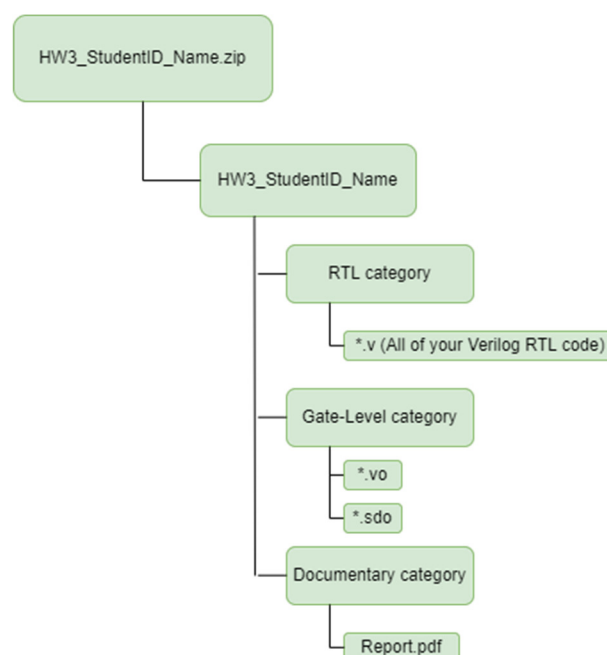 HW3_StudentID_Name.zip
HW3_StudentID_Name
RTL category
*.v (All of your Verilog RTL code)
Gate-Level category
*.vo
*.sdo
Documentary category
Report.pdf